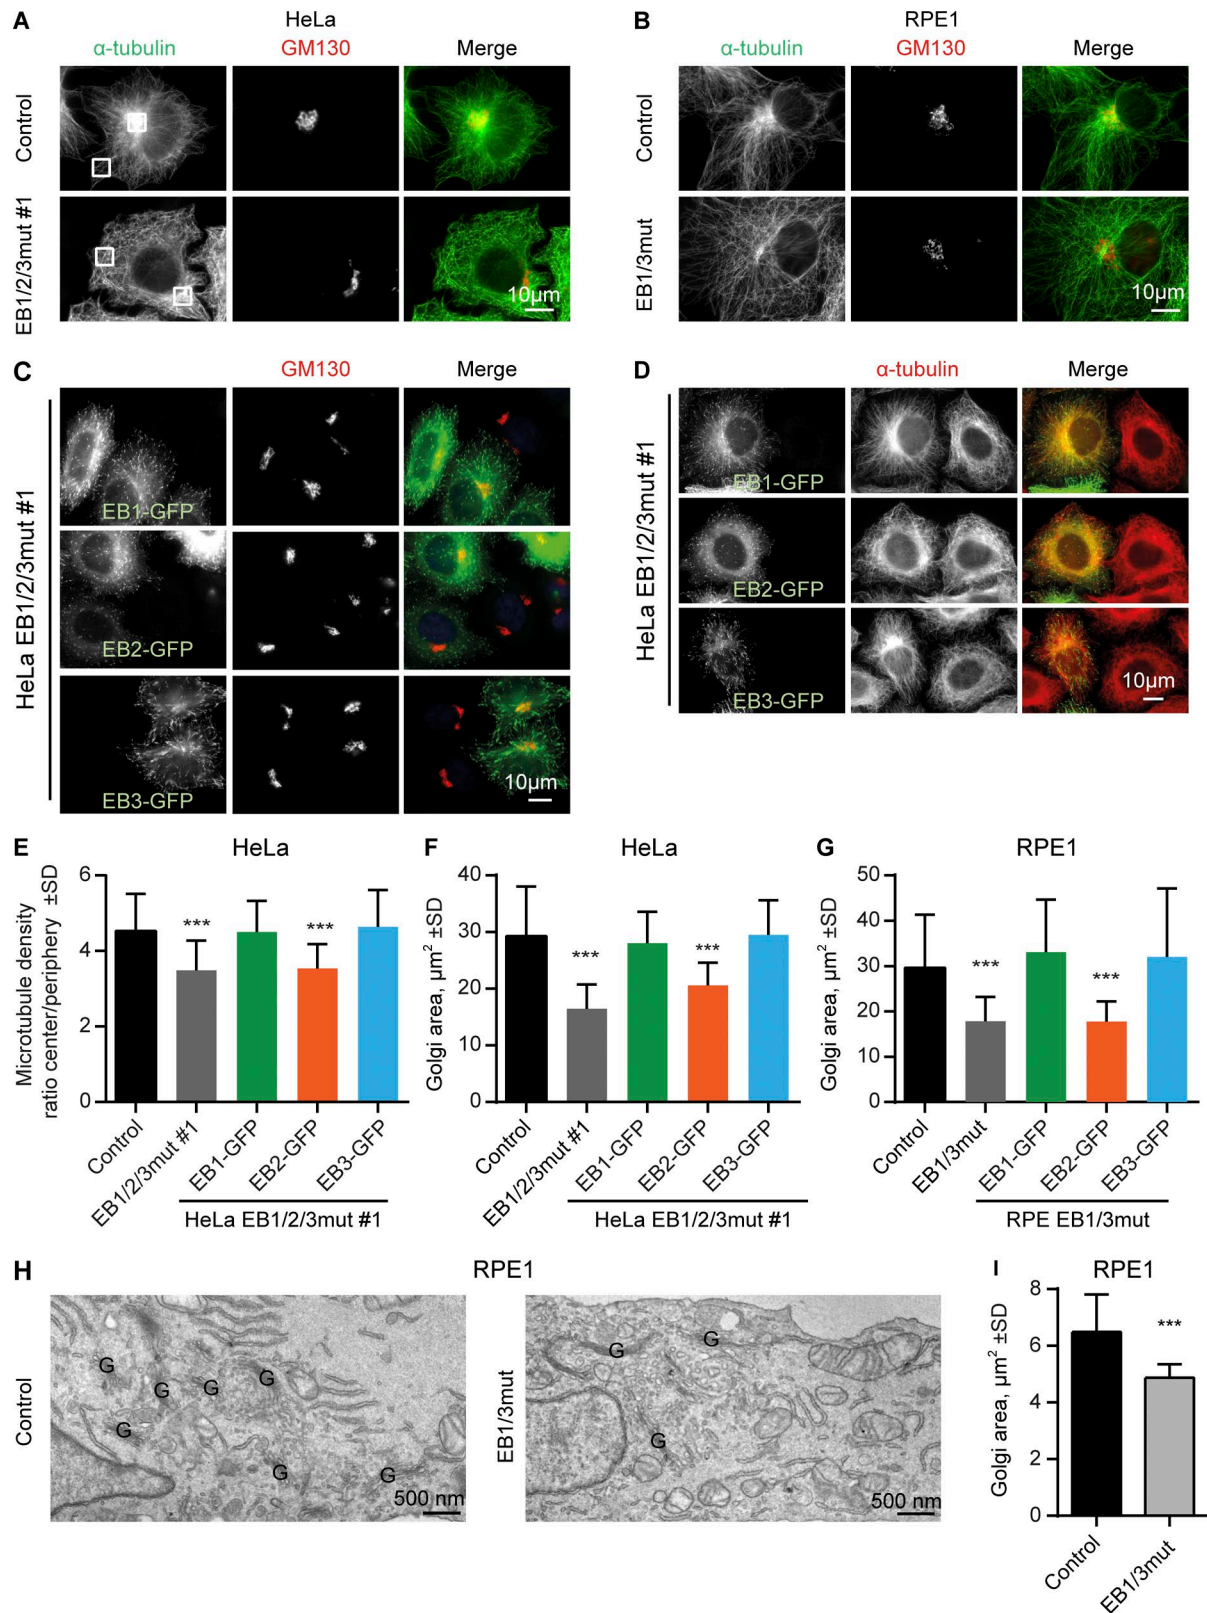 A
HeLa
α-tubulin
GM130
Merge
Control
EB1/2/3mut #1
10µm
B
RPE1
α-tubulin
GM130
Merge
Control
EB1/3mut
10µm
C
GM130
Merge
HeLa EB1/2/3mut #1
EB1-GFP
EB2-GFP
EB3-GFP
10µm
D
α-tubulin
Merge
HeLa EB1/2/3mut #1
EB1-GFP
EB2-GFP
EB3-GFP
10µm
E
HeLa
Microtubule density
ratio center/periphery ±SD
6
4
2
0
***
***
Control
EB1/2/3mut #1
EB1-GFP
EB2-GFP
EB3-GFP
HeLa EB1/2/3mut #1
F
HeLa
Golgi area, µm² ±SD
40
30
20
10
0
***
***
Control
EB1/2/3mut #1
EB1-GFP
EB2-GFP
EB3-GFP
HeLa EB1/2/3mut #1
G
RPE1
Golgi area, µm² ±SD
50
40
30
20
10
0
***
***
Control
EB1/3mut
EB1-GFP
EB2-GFP
EB3-GFP
RPE EB1/3mut
H
RPE1
Control
G
G
G
G
G
G
G
500 nm
EB1/3mut
G
G
G
500 nm
I
RPE1
Golgi area, µm² ±SD
8
6
4
2
0
***
Control
EB1/3mut